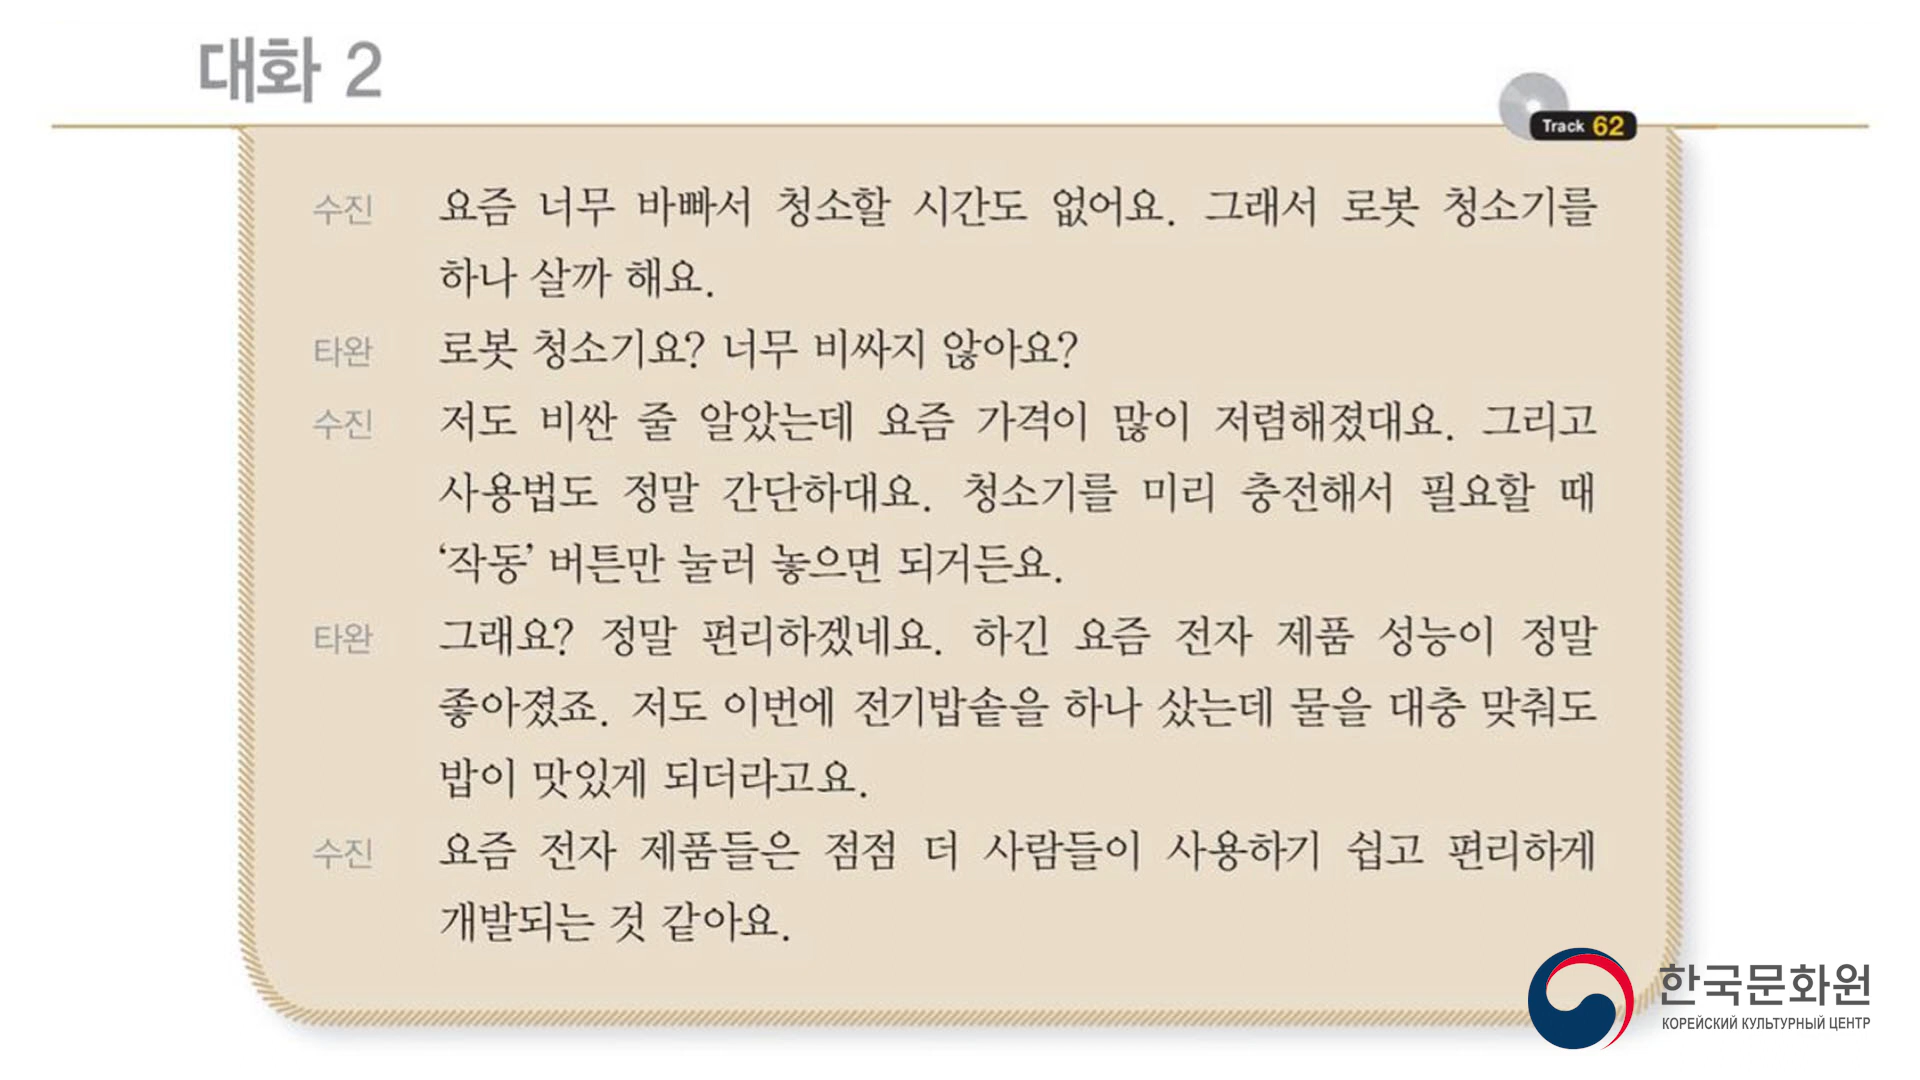 대화 2
Track 62
수진 요즘 너무 바빠서 청소할 시간도 없어요. 그래서 로봇 청소기를
하나 살까 해요.
타완 로봇 청소기요? 너무 비싸지 않아요?
수진 저도 비싼 줄 알았는데 요즘 가격이 많이 저렴해졌대요. 그리고
사용법도 정말 간단하대요. 청소기를 미리 충전해서 필요할 때
‘작동’ 버튼만 눌러 놓으면 되거든요.
타완 그래요? 정말 편리하겠네요. 하긴 요즘 전자 제품 성능이 정말
좋아졌죠. 저도 이번에 전기밥솥을 하나 샀는데 물을 대충 맞춰도
밥이 맛있게 되더라고요.
수진 요즘 전자 제품들은 점점 더 사람들이 사용하기 쉽고 편리하게
개발되는 것 같아요.
한국문화원
КОРЕЙСКИЙ КУЛЬТУРНЫЙ ЦЕНТР